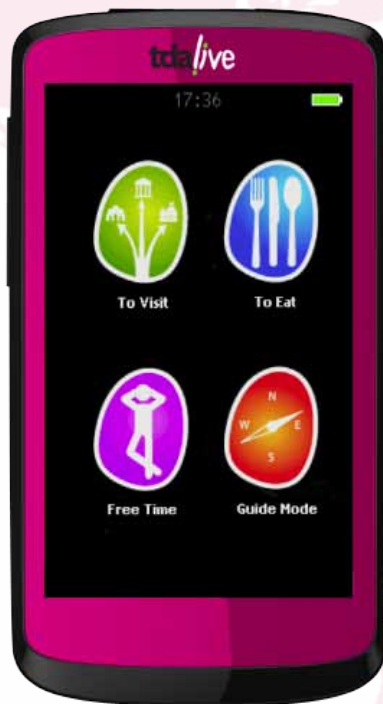 tdalive
17:36
To Visit
To Eat
N
W E
S
Free Time
Guide Mode